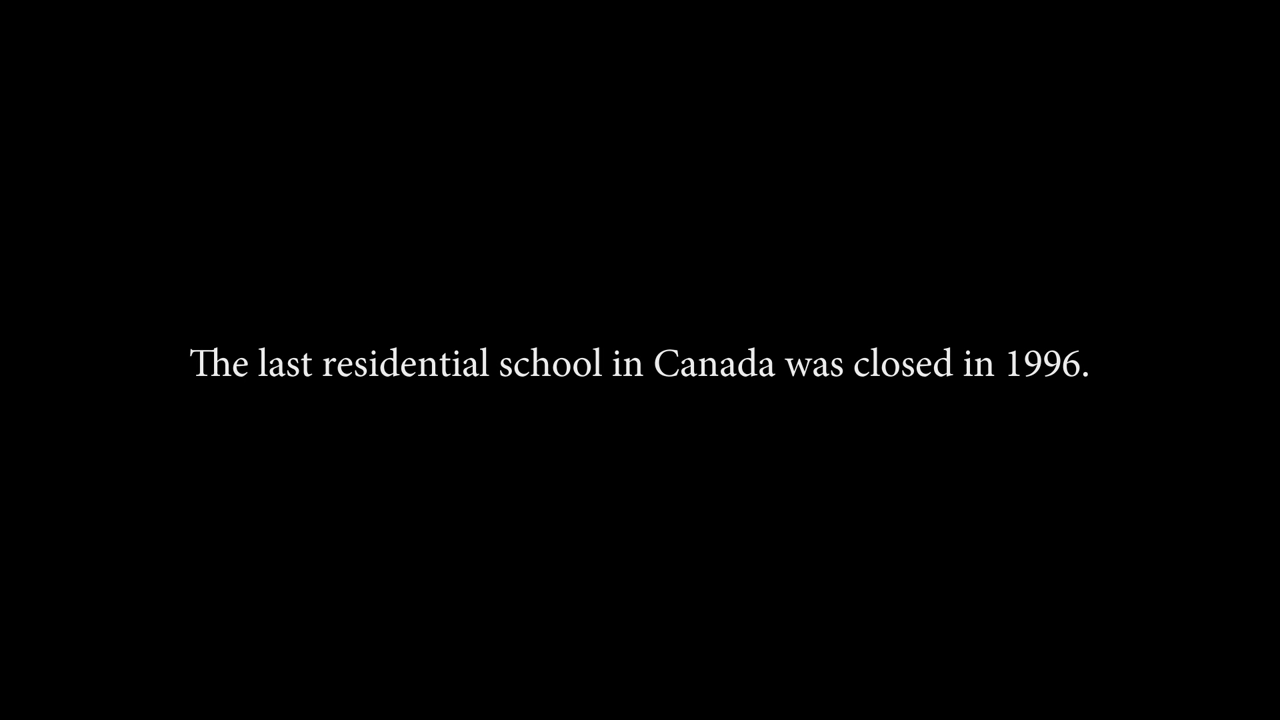 The last residential school in Canada was closed in 1996.